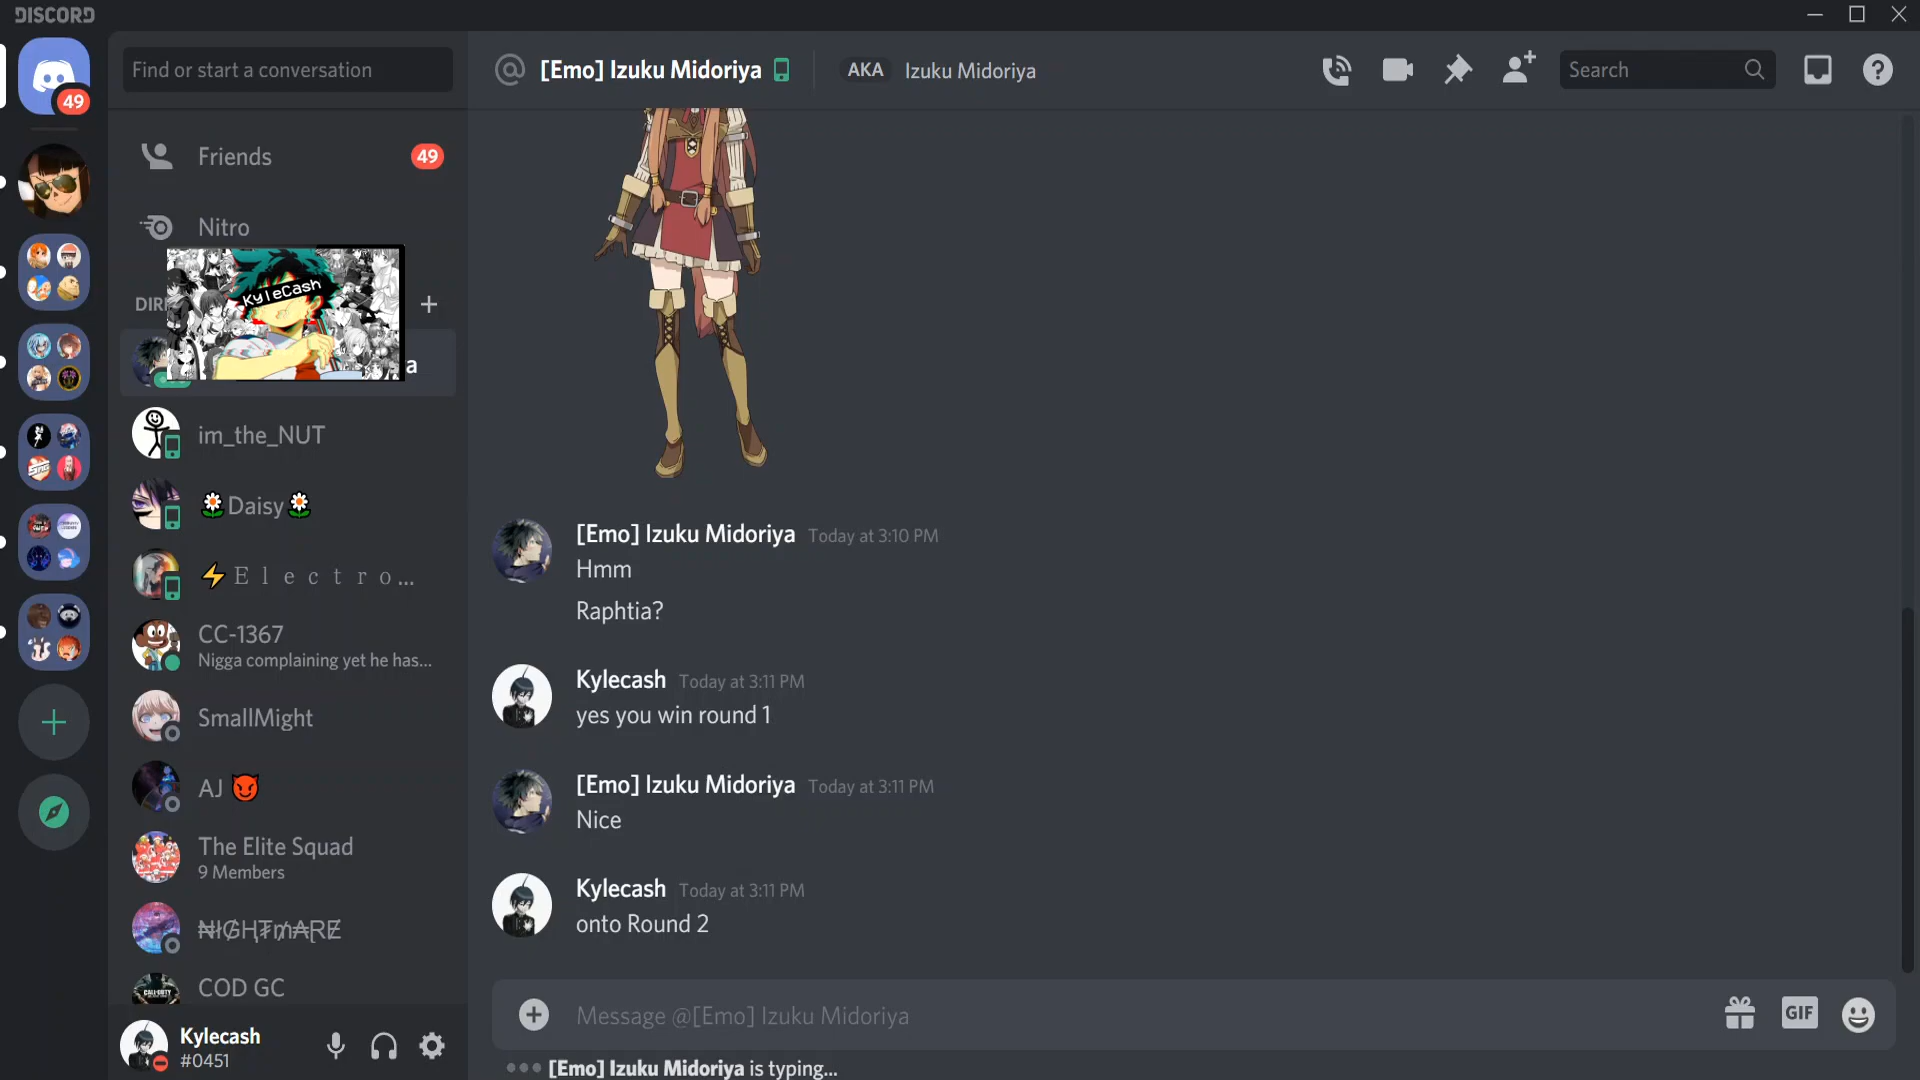 DISCORD
49
Find or start a conversation
Friends
49
Nitro
DIR
KyleCash
a
im_the_NUT
🌼Daisy🌼
⚡Ｅｌｅｃｔｒｏ...
CC-1367
Nigga complaining yet he has...
SmallMight
AJ 😈
The Elite Squad
9 Members
COD GC
Kylecash
#0451
[Emo] Izuku Midoriya
AKA Izuku Midoriya
Search
[Emo] Izuku Midoriya Today at 3:10 PM
Hmm
Raphtia?
Kylecash Today at 3:11 PM
yes you win round 1
[Emo] Izuku Midoriya Today at 3:11 PM
Nice
Kylecash Today at 3:11 PM
onto Round 2
Message @[Emo] Izuku Midoriya
GIF
[Emo] Izuku Midoriya is typing...